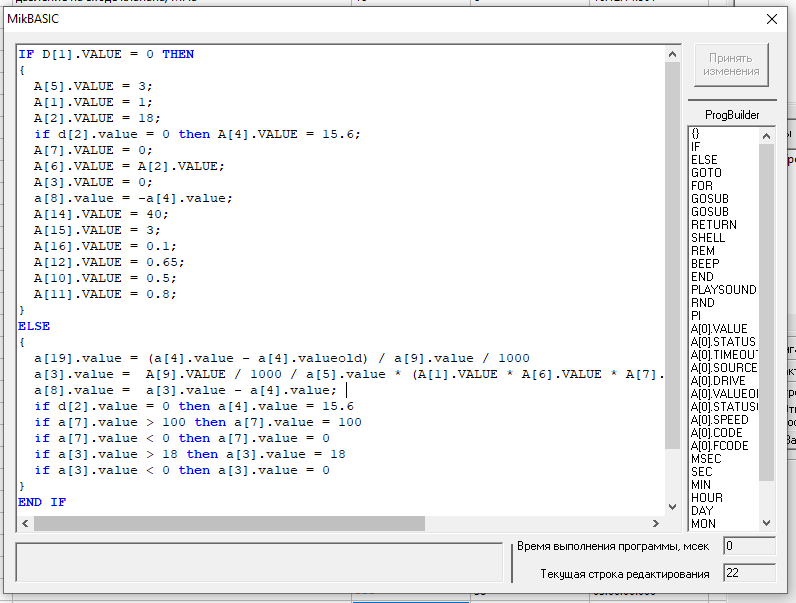 MikBASIC
IF D[1].VALUE = 0 THEN
{
A[5].VALUE = 3;
A[1].VALUE = 1;
A[2].VALUE = 18;
if d[2].value = 0 then A[4].VALUE = 15.6;
A[7].VALUE = 0;
A[6].VALUE = A[2].VALUE;
A[3].VALUE = 0;
a[8].value = -a[4].value;
A[14].VALUE = 40;
A[15].VALUE = 3;
A[16].VALUE = 0.1;
A[12].VALUE = 0.65;
A[10].VALUE = 0.5;
A[11].VALUE = 0.8;
}
ELSE
{
a[19].value = (a[4].value - a[4].valueold) / a[9].value / 1000
a[3].value =  A[9].VALUE / 1000 / a[5].value * (A[1].VALUE * A[6].VALUE * A[7].
a[8].value =  a[3].value - a[4].value;
if d[2].value = 0 then a[4].value = 15.6
if a[7].value > 100 then a[7].value = 100
if a[7].value < 0 then a[7].value = 0
if a[3].value > 18 then a[3].value = 18
if a[3].value < 0 then a[3].value = 0
}
END IF
Принять
изменения
ProgBuilder
{}
IF
ELSE
GOTO
FOR
GOSUB
GOSUB
RETURN
SHELL
REM
BEEP
END
PLAYSOUND
RND
PI
A[0].VALUE
A[0].STATUS
A[0].TIMEOUT
A[0].SOURCE
A[0].DRIVE
A[0].VALUEOL
A[0].STATUSO
A[0].SPEED
A[0].CODE
A[0].FCODE
MSEC
SEC
MIN
HOUR
DAY
MON
Время выполнения программы, мсек
0
Текущая строка редактирования
22